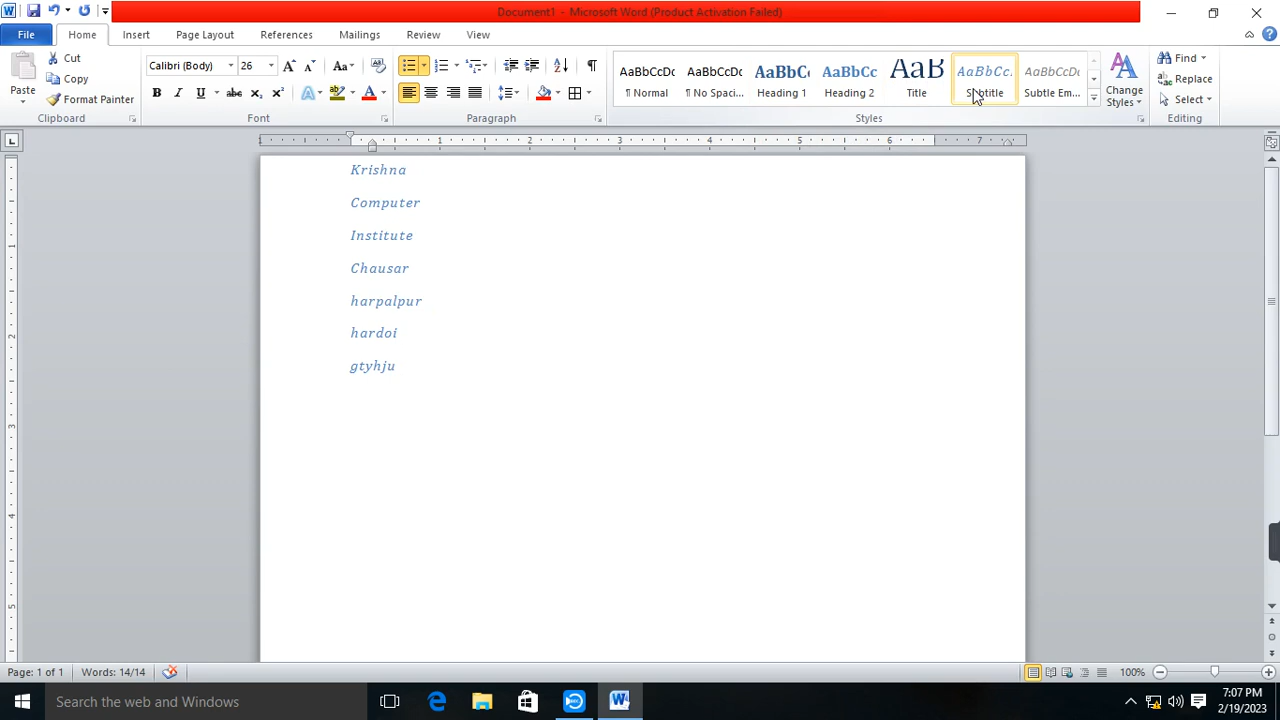 Document1 - Microsoft Word (Product Activation Failed)
File Home Insert Page Layout References Mailings Review View
Cut
Copy
Format Painter
Paste
Clipboard
Calibri (Body) 26
Font
Paragraph
AaBbCcDc AaBbCcDc AaBbCc AaBbCc AaB AaBbCc. AaBbCcDc
¶ Normal ¶ No Spaci... Heading 1 Heading 2 Title Subtitle Subtle Em...
Change Styles
Styles
Find
Replace
Select
Editing
Krishna
Computer
Institute
Chausar
harpalpur
hardoi
gtyhju
Page: 1 of 1 Words: 14/14 100%
Search the web and Windows
7:07 PM
2/19/2023